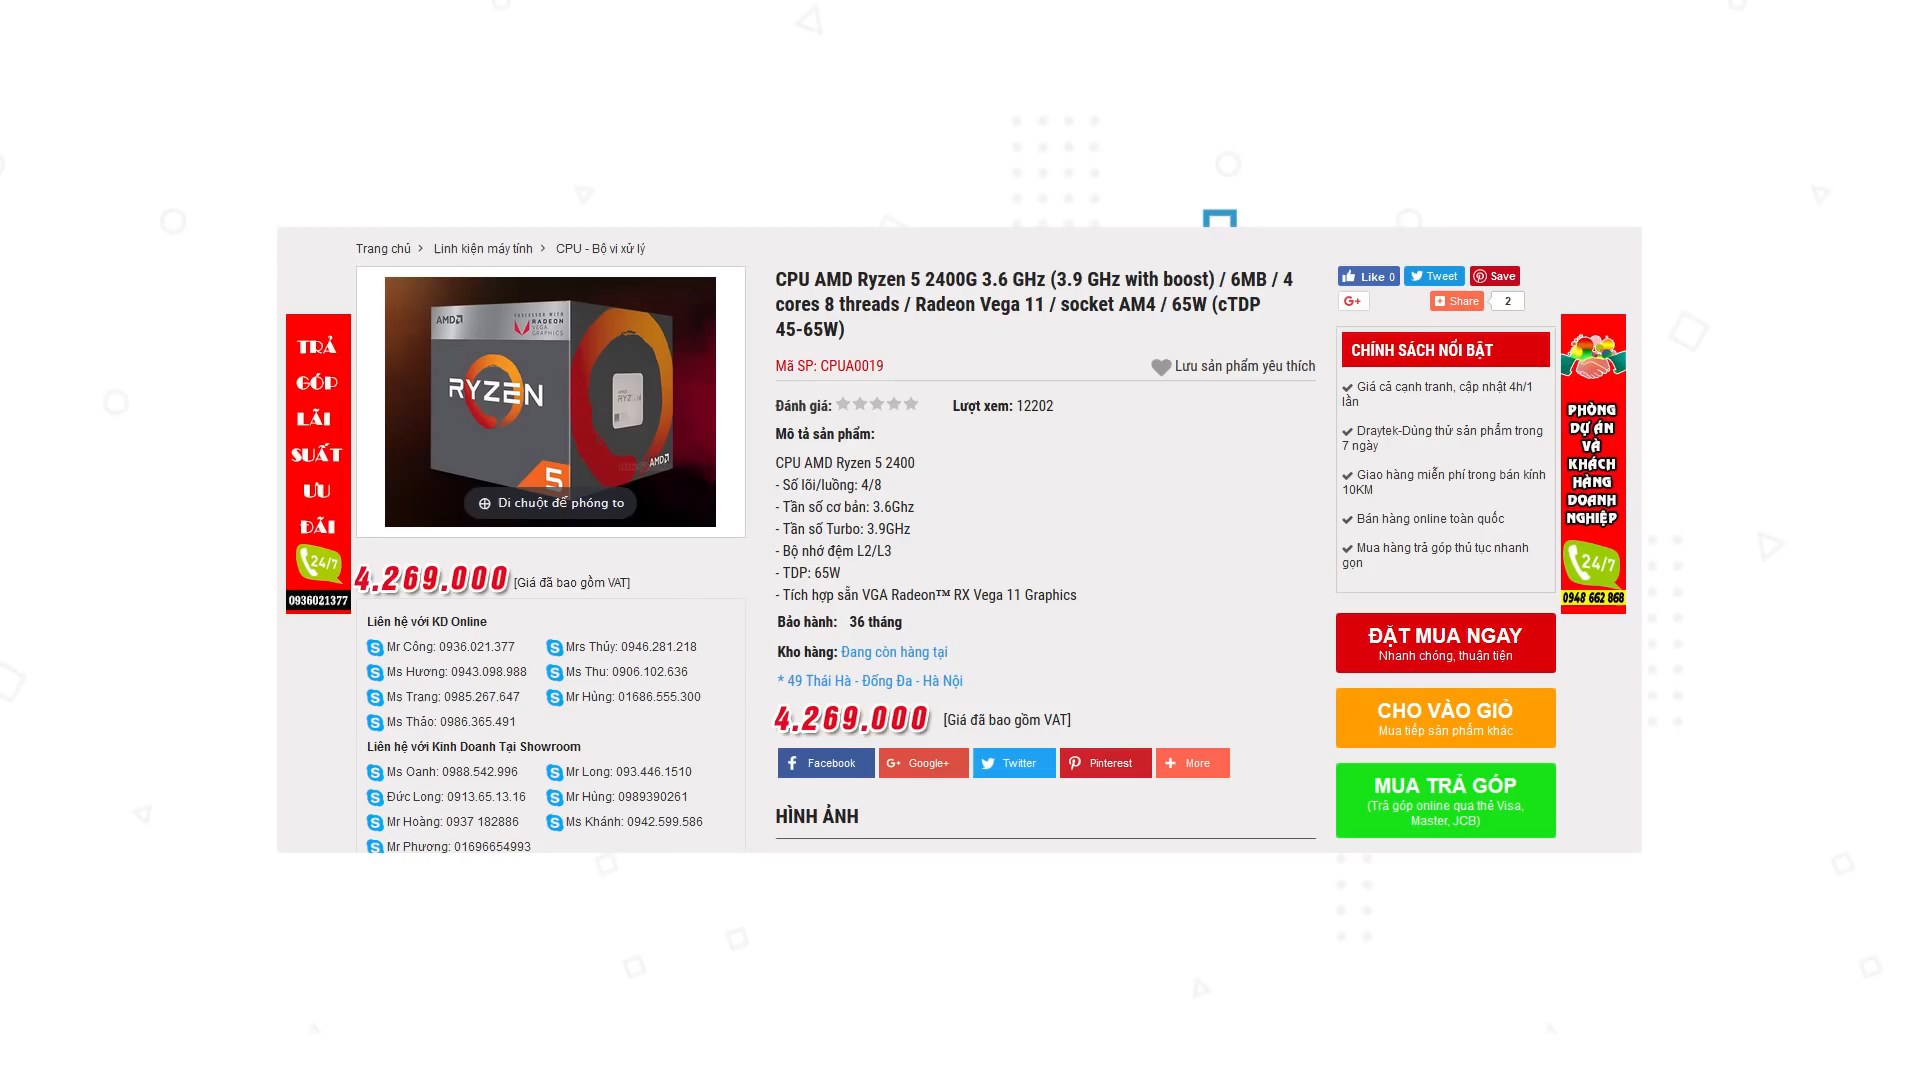 Trang chủ > Linh kiện máy tính > CPU - Bộ vi xử lý
TRẢ
GÓP
LÃI
SUẤT
ƯU
ĐÃI
24/7
0936021377
AMD
PROCESSOR WITH
RADEON
VEGA
GRAPHICS
RYZEN
RYZEN
AMD
5
Di chuột để phóng to
4.269.000 [Giá đã bao gồm VAT]
Liên hệ với KD Online
Mr Công: 0936.021.377
Mrs Thủy: 0946.281.218
Ms Hương: 0943.098.988
Ms Thu: 0906.102.636
Ms Trang: 0985.267.647
Mr Hùng: 01686.555.300
Ms Thảo: 0986.365.491
Liên hệ với Kinh Doanh Tại Showroom
Ms Oanh: 0988.542.996
Mr Long: 093.446.1510
Đức Long: 0913.65.13.16
Mr Hùng: 0989390261
Mr Hoàng: 0937 182886
Ms Khánh: 0942.599.586
Mr Phương: 01696654993
CPU AMD Ryzen 5 2400G 3.6 GHz (3.9 GHz with boost) / 6MB / 4
cores 8 threads / Radeon Vega 11 / socket AM4 / 65W (cTDP
45-65W)
Mã SP: CPUA0019
Lưu sản phẩm yêu thích
Đánh giá:
Lượt xem: 12202
Mô tả sản phẩm:
CPU AMD Ryzen 5 2400
- Số lõi/luồng: 4/8
- Tần số cơ bản: 3.6Ghz
- Tần số Turbo: 3.9GHz
- Bộ nhớ đệm L2/L3
- TDP: 65W
- Tích hợp sẵn VGA Radeon™ RX Vega 11 Graphics
Bảo hành: 36 tháng
Kho hàng: Đang còn hàng tại
* 49 Thái Hà - Đống Đa - Hà Nội
4.269.000 [Giá đã bao gồm VAT]
Facebook
Google+
Twitter
Pinterest
More
HÌNH ẢNH
Like 0
Tweet
Save
G+
Share
2
CHÍNH SÁCH NỔI BẬT
Giá cả cạnh tranh, cập nhật 4h/1
lần
Draytek-Dùng thử sản phẩm trong
7 ngày
Giao hàng miễn phí trong bán kính
10KM
Bán hàng online toàn quốc
Mua hàng trả góp thủ tục nhanh
gọn
ĐẶT MUA NGAY
Nhanh chóng, thuận tiện
CHO VÀO GIỎ
Mua tiếp sản phẩm khác
MUA TRẢ GÓP
(Trả góp online qua thẻ Visa,
Master, JCB)
PHÒNG
DỰ ÁN
VÀ
KHÁCH
HÀNG
DOANH
NGHIỆP
24/7
0948 662 868